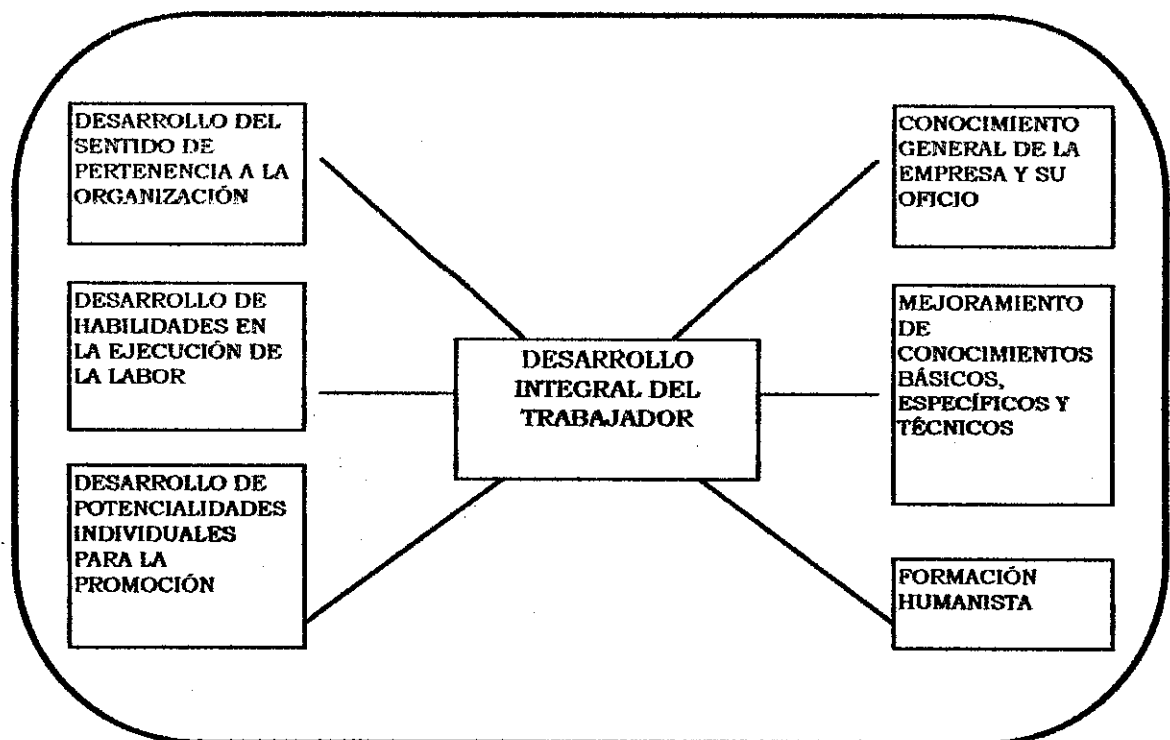 DESARROLLO DEL
SENTIDO DE
PERTENENCIA A LA
ORGANIZACIÓN
DESARROLLO DE
HABILIDADES EN
LA EJECUCIÓN DE
LA LABOR
DESARROLLO DE
POTENCIALIDADES
INDIVIDUALES
PARA LA
PROMOCIÓN
DESARROLLO
INTEGRAL DEL
TRABAJADOR
CONOCIMIENTO
GENERAL DE LA
EMPRESA Y SU
OFICIO
MEJORAMIENTO
DE
CONOCIMIENTOS
BÁSICOS,
ESPECÍFICOS Y
TÉCNICOS
FORMACIÓN
HUMANISTA